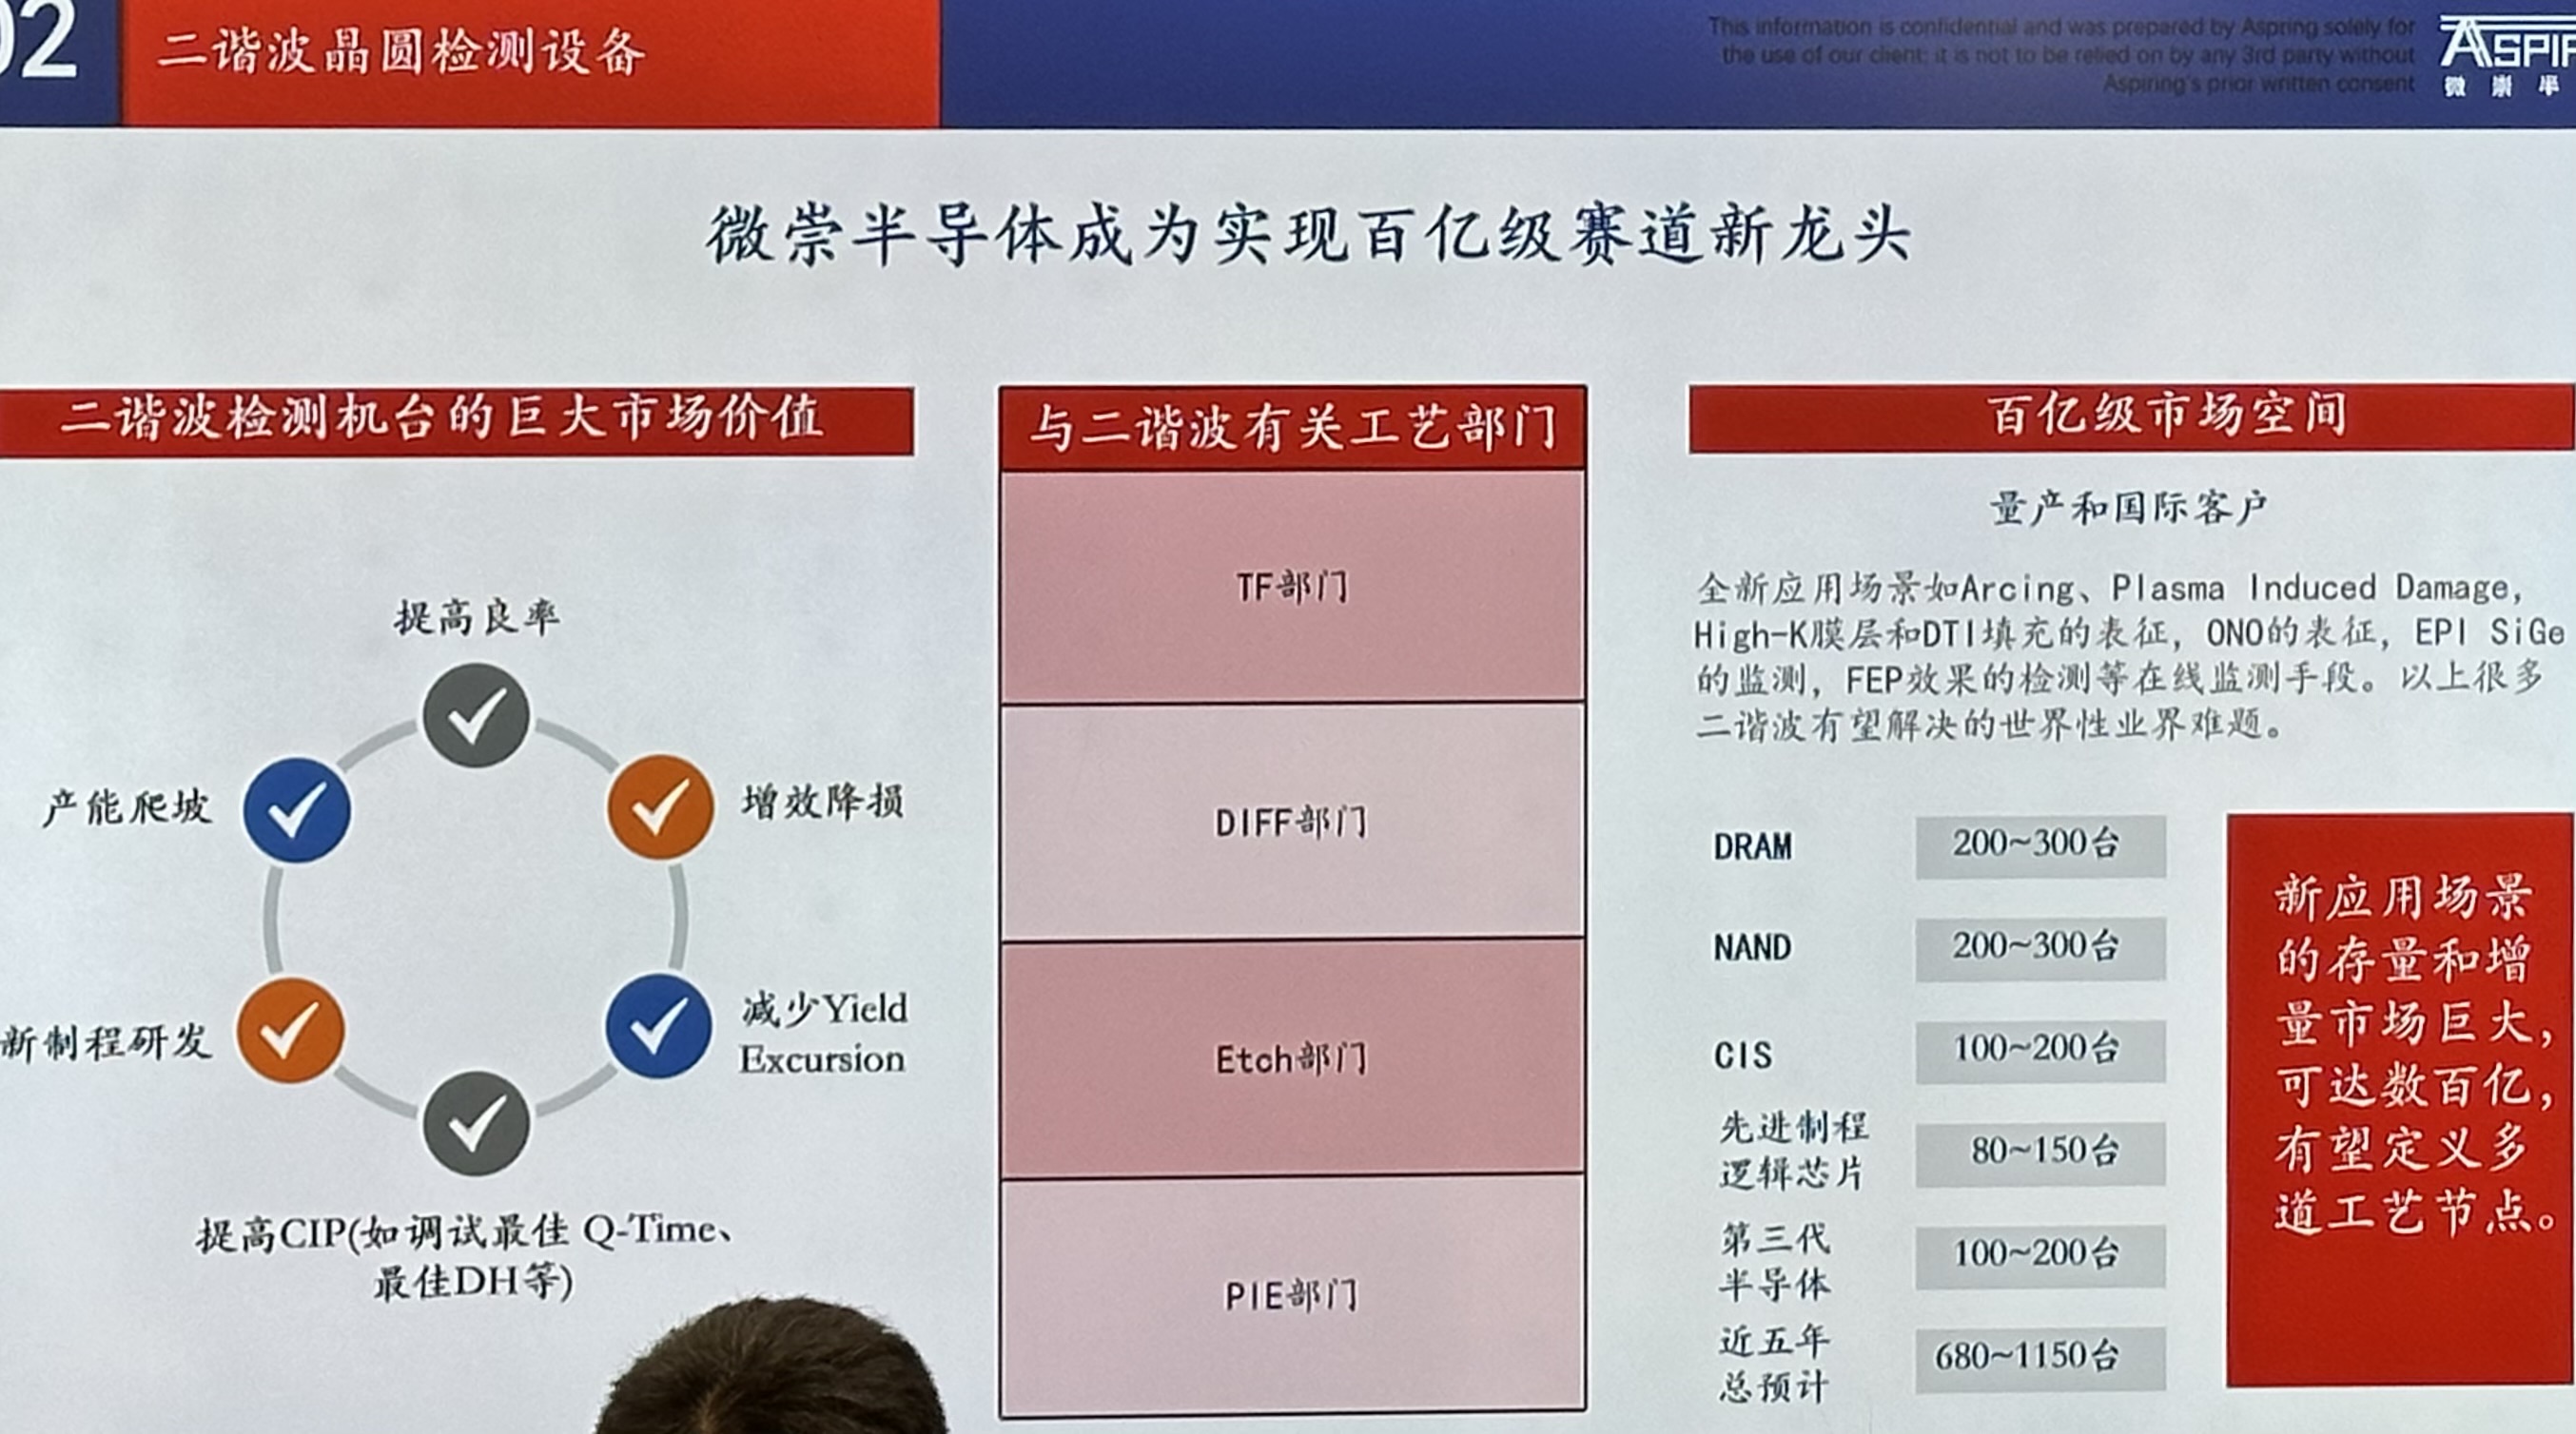 02
二谐波晶圆检测设备
This information is confidential and was prepared by Aspring solely for
the use of our client; it is not to be relied on by any 3rd party without
Aspiring's prior written consent
ASPIR
微崇半
微崇半导体成为实现百亿级赛道新龙头
二谐波检测机台的巨大市场价值
提高良率
产能爬坡
增效降损
新制程研发
减少Yield
Excursion
提高CIP(如调试最佳 Q-Time、
最佳DH等)
与二谐波有关工艺部门
TF部门
DIFF部门
Etch部门
PIE部门
百亿级市场空间
量产和国际客户
全新应用场景如Arcing、Plasma Induced Damage,
High-K膜层和DTI填充的表征, ONO的表征, EPI SiGe
的监测, FEP效果的检测等在线监测手段。以上很多
二谐波有望解决的世界性业界难题。
DRAM 200~300台
NAND 200~300台
CIS 100~200台
先进制程
逻辑芯片
80~150台
第三代
半导体
100~200台
近五年
总预计
680~1150台
新应用场景
的存量和增
量市场巨大,
可达数百亿,
有望定义多
道工艺节点。